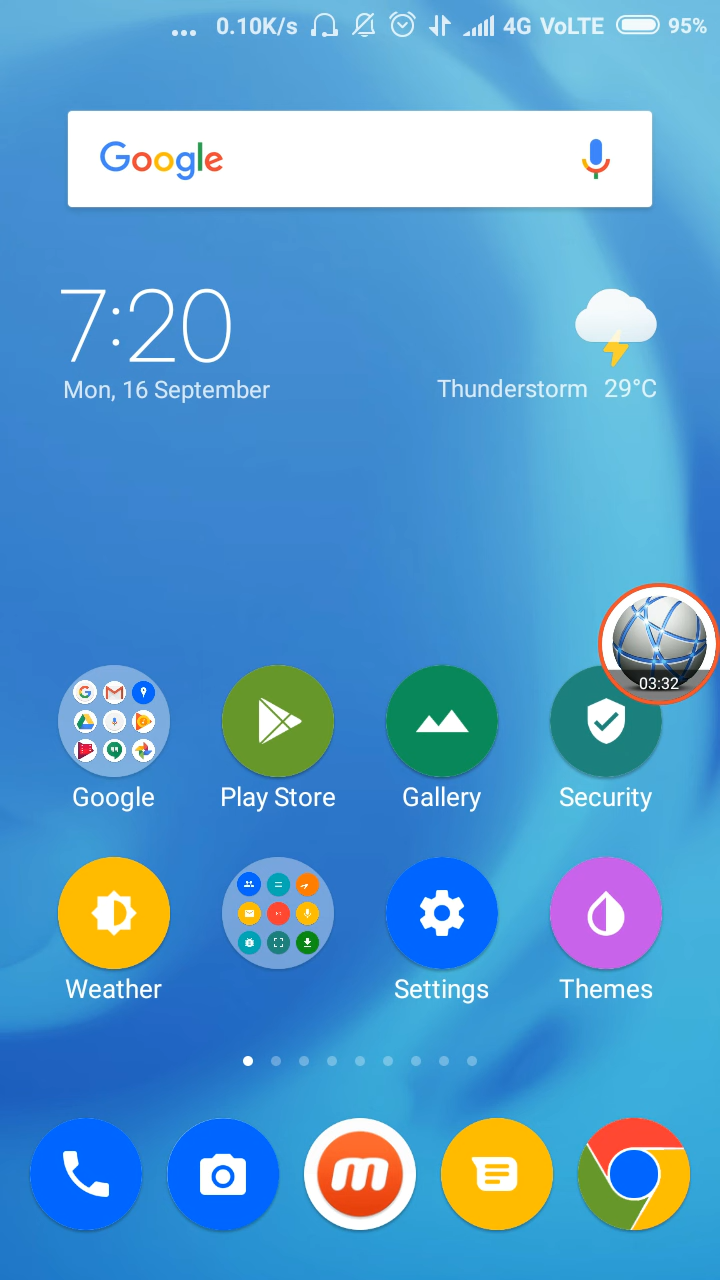 ... 0.10K/s 4G VoLTE 95%
Google
7:20
Mon, 16 September
Thunderstorm 29°C
03:32
Google Play Store Gallery Security
Weather Settings Themes